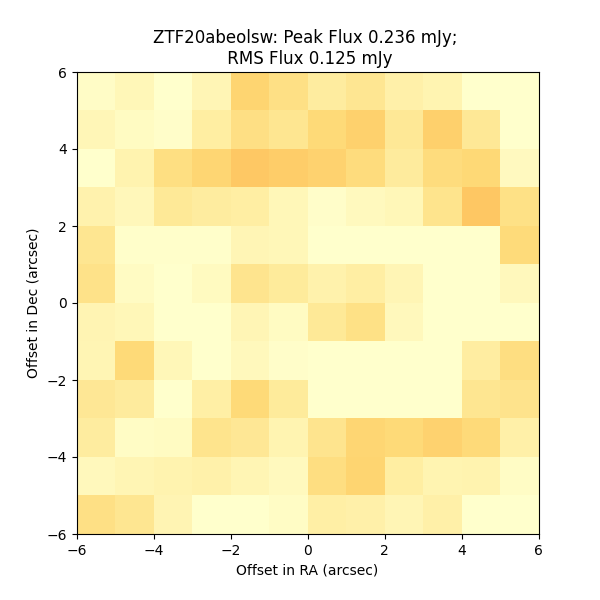 ZTF20abeolsw: Peak Flux 0.236 mJy;
RMS Flux 0.125 mJy
6
4
2
0
−2
−4
−6
Offset in Dec (arcsec)
−6 −4 −2 0 2 4 6
Offset in RA (arcsec)